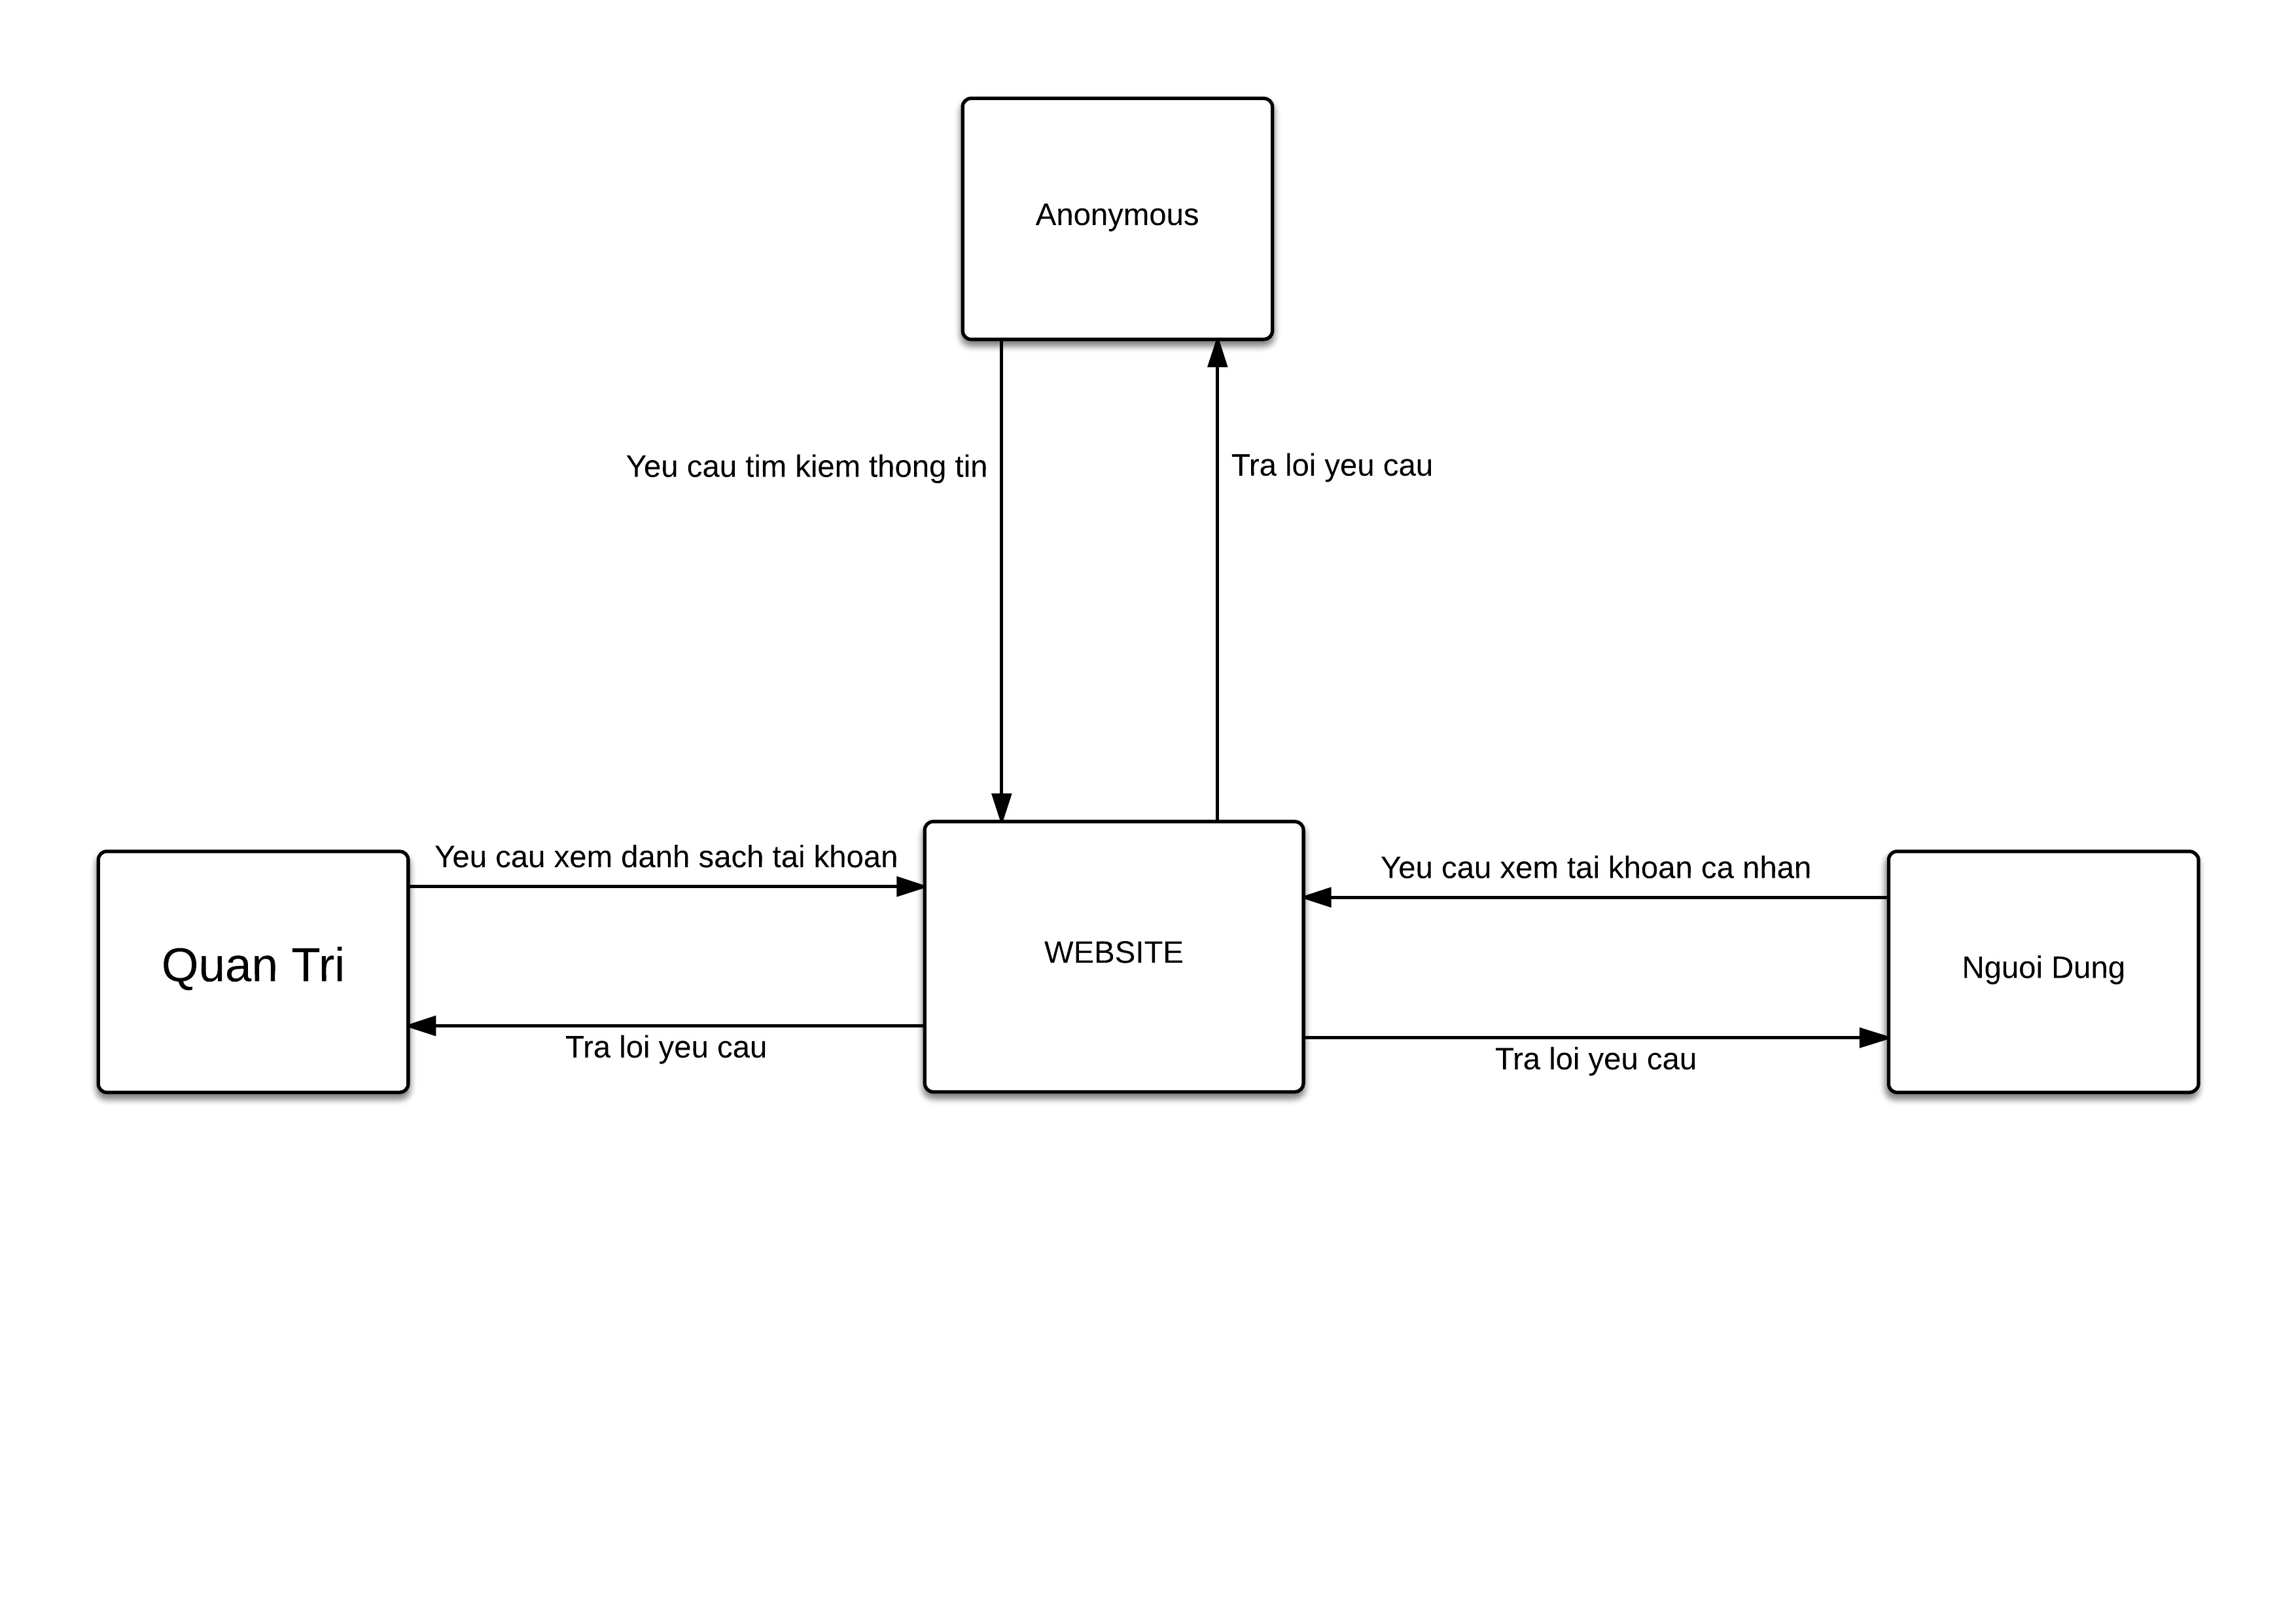 Anonymous
Yeu cau tim kiem thong tin
Tra loi yeu cau
Yeu cau xem danh sach tai khoan
Yeu cau xem tai khoan ca nhan
Quan Tri
WEBSITE
Nguoi Dung
Tra loi yeu cau
Tra loi yeu cau